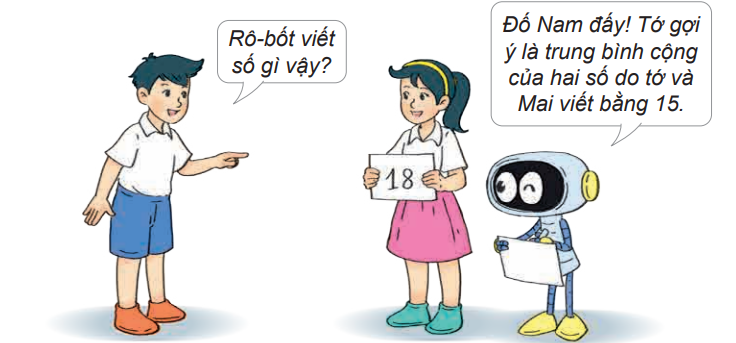 Rô-bốt viết
số gì vậy?
Đố Nam đấy! Tớ gợi
ý là trung bình cộng
của hai số do tớ và
Mai viết bằng 15.
18